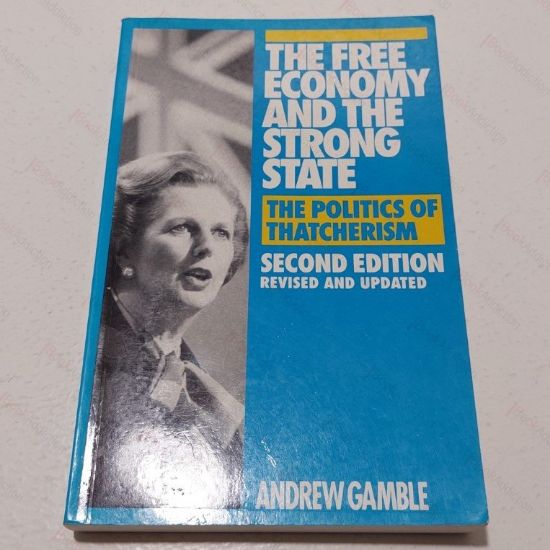 THE FREE
ECONOMY
AND THE
STRONG
STATE
THE POLITICS OF
THATCHERISM
SECOND EDITION
REVISED AND UPDATED
ANDREW GAMBLE